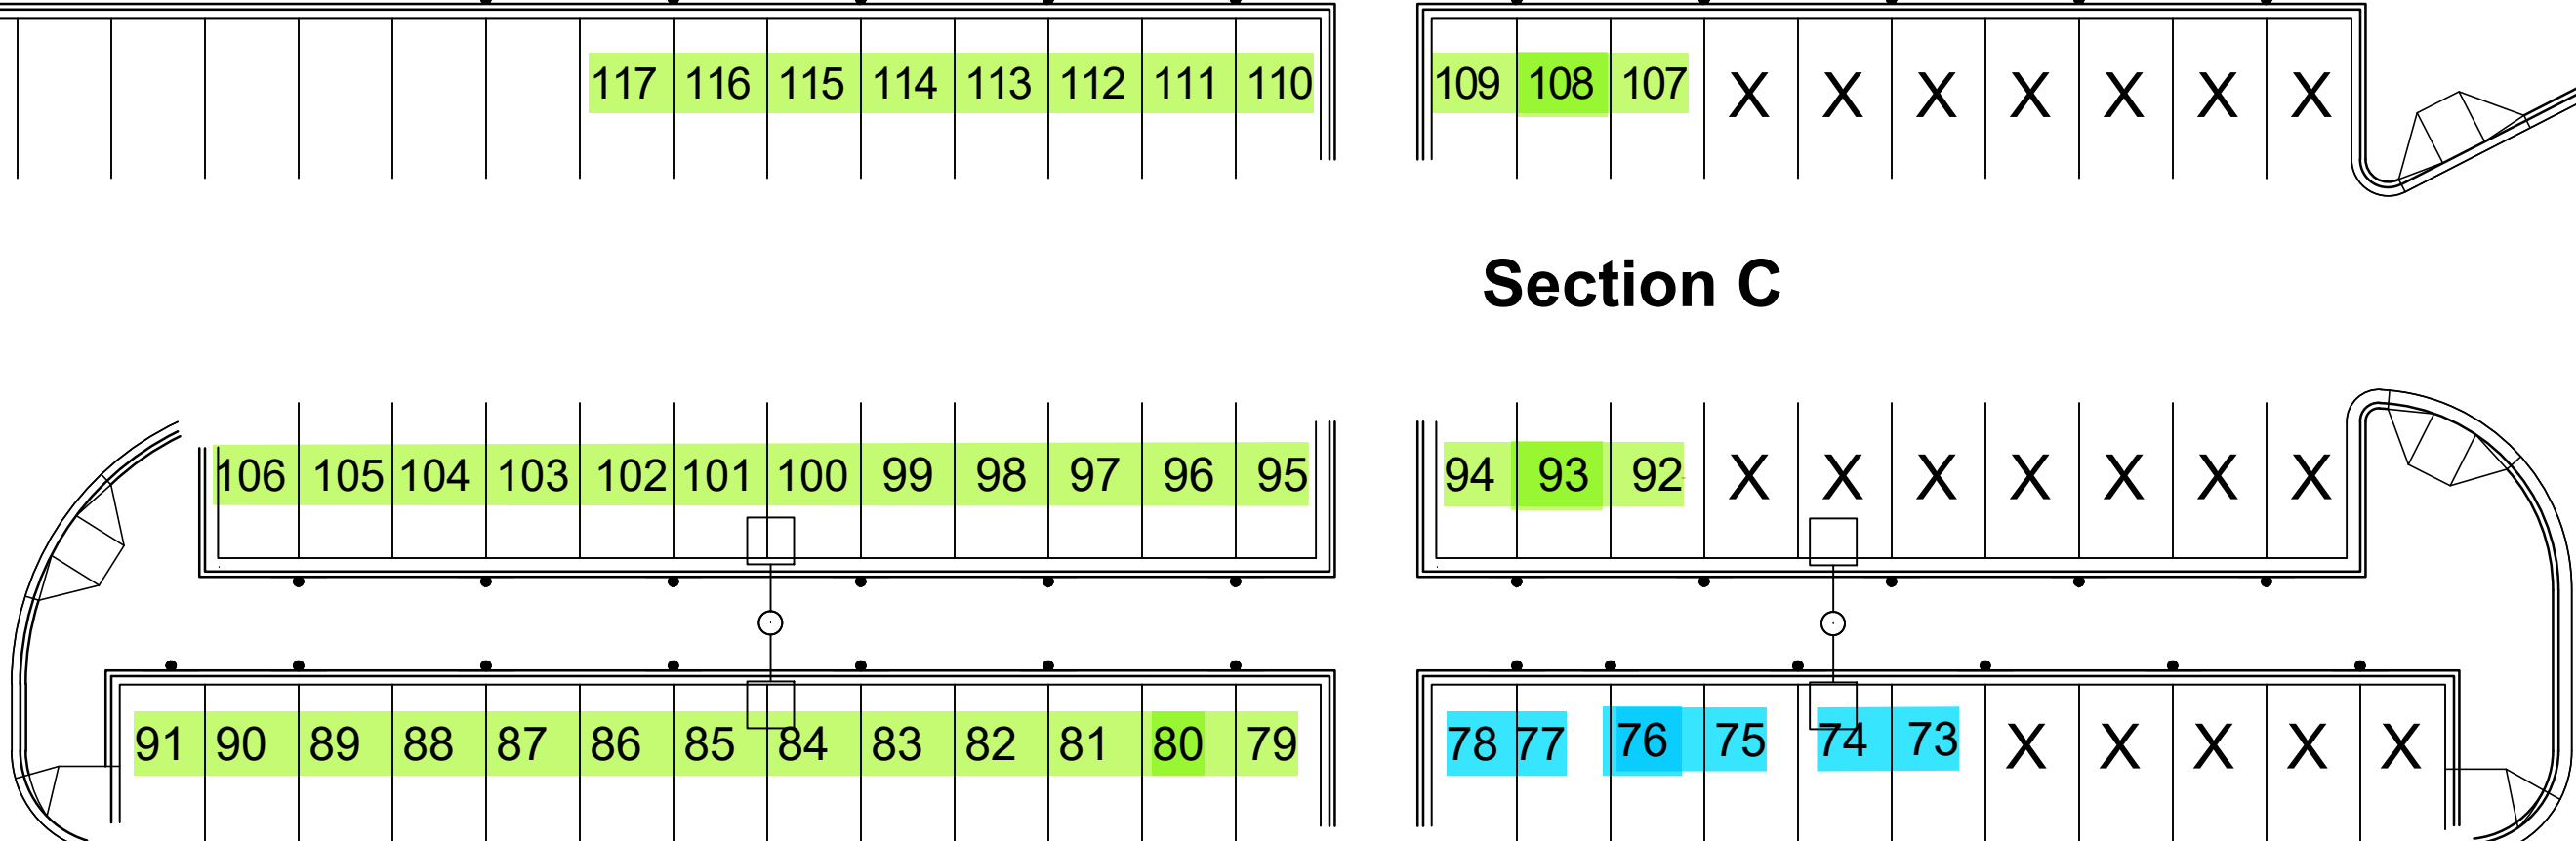 117 116 115 114 113 112 111 110 109 108 107 X X X X X X X
Section C
106 105 104 103 102 101 100 99 98 97 96 95 94 93 92 X X X X X X X
91 90 89 88 87 86 85 84 83 82 81 80 79 78 77 76 75 74 73 X X X X X